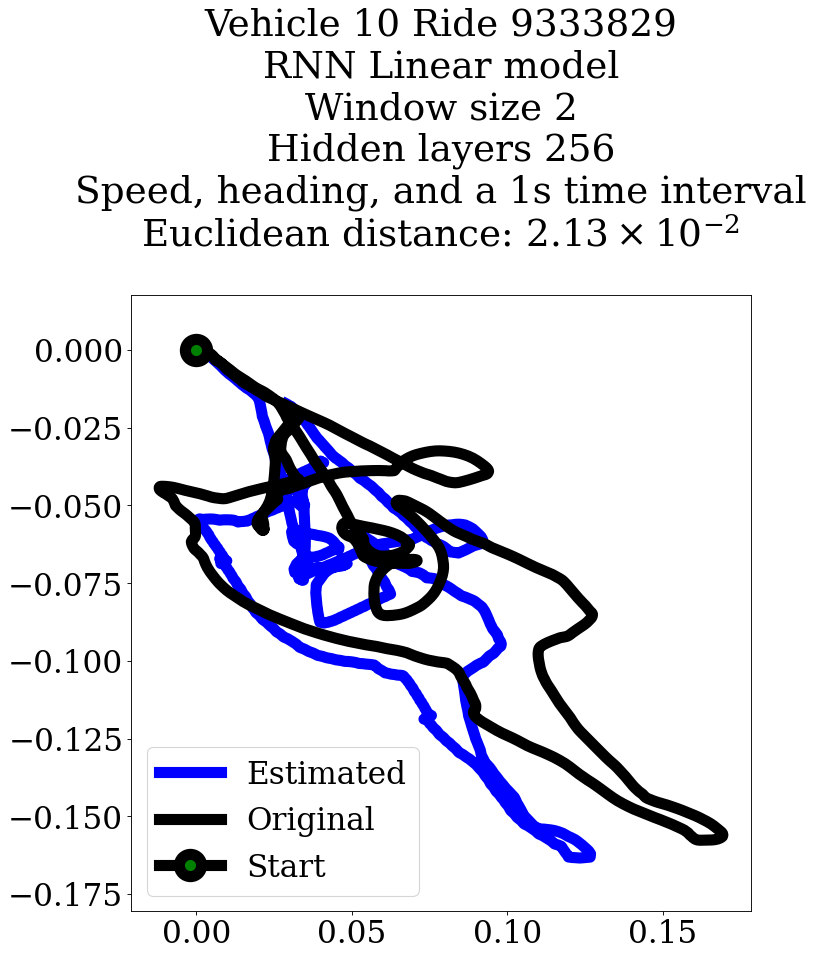 Vehicle 10 Ride 9333829
RNN Linear model
Window size 2
Hidden layers 256
Speed, heading, and a 1s time interval
Euclidean distance: 2.13 × 10⁻²
0.000
−0.025
−0.050
−0.075
−0.100
−0.125
−0.150
−0.175
Estimated
Original
Start
0.00
0.05
0.10
0.15